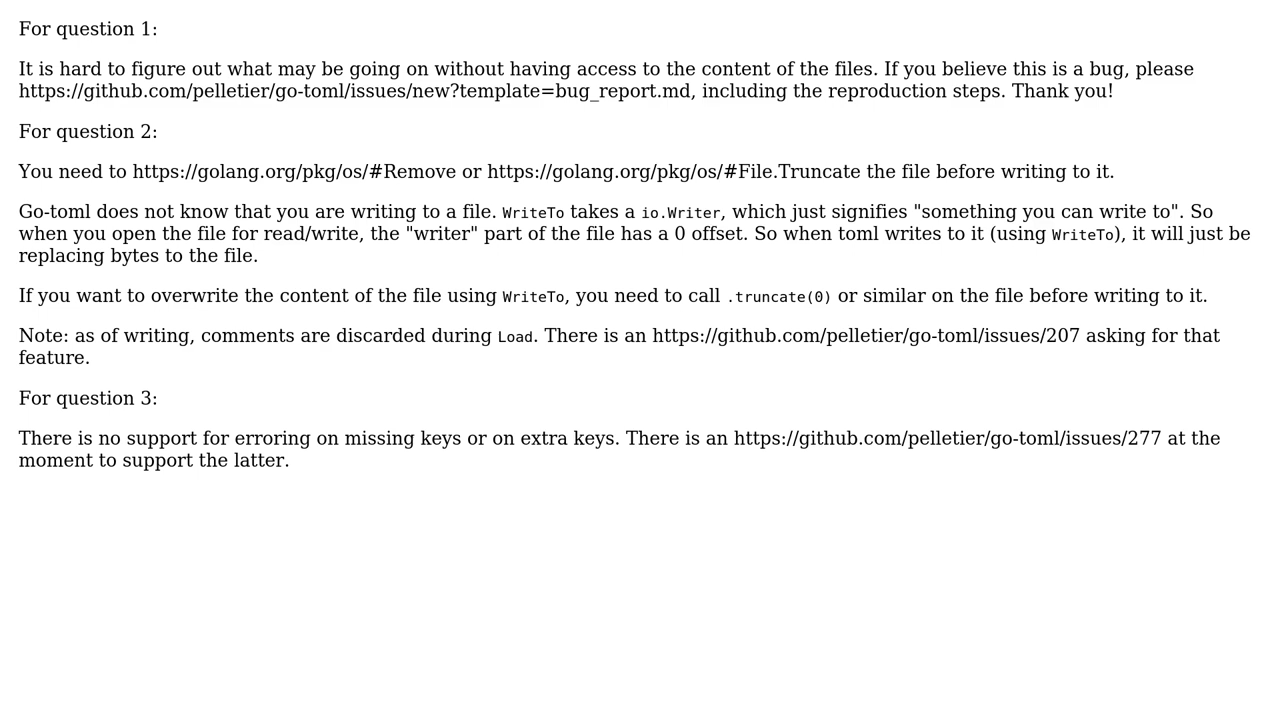 For question 1:
It is hard to figure out what may be going on without having access to the content of the files. If you believe this is a bug, please
https://github.com/pelletier/go-toml/issues/new?template=bug_report.md, including the reproduction steps. Thank you!
For question 2:
You need to https://golang.org/pkg/os/#Remove or https://golang.org/pkg/os/#File.Truncate the file before writing to it.
Go-toml does not know that you are writing to a file. WriteTo takes a io.Writer, which just signifies "something you can write to". So
when you open the file for read/write, the "writer" part of the file has a 0 offset. So when toml writes to it (using WriteTo), it will just be
replacing bytes to the file.
If you want to overwrite the content of the file using WriteTo, you need to call .truncate(0) or similar on the file before writing to it.
Note: as of writing, comments are discarded during Load. There is an https://github.com/pelletier/go-toml/issues/207 asking for that
feature.
For question 3:
There is no support for erroring on missing keys or on extra keys. There is an https://github.com/pelletier/go-toml/issues/277 at the
moment to support the latter.